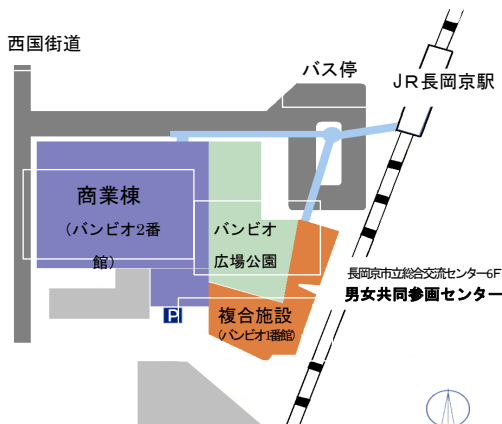 西国街道
バス停
JR長岡京駅
商業棟
(バンビオ2番
館)
バンビオ
広場公園
長岡京市立総合交流センター6F
男女共同参画センター
P
複合施設
(バンビオ1番館)